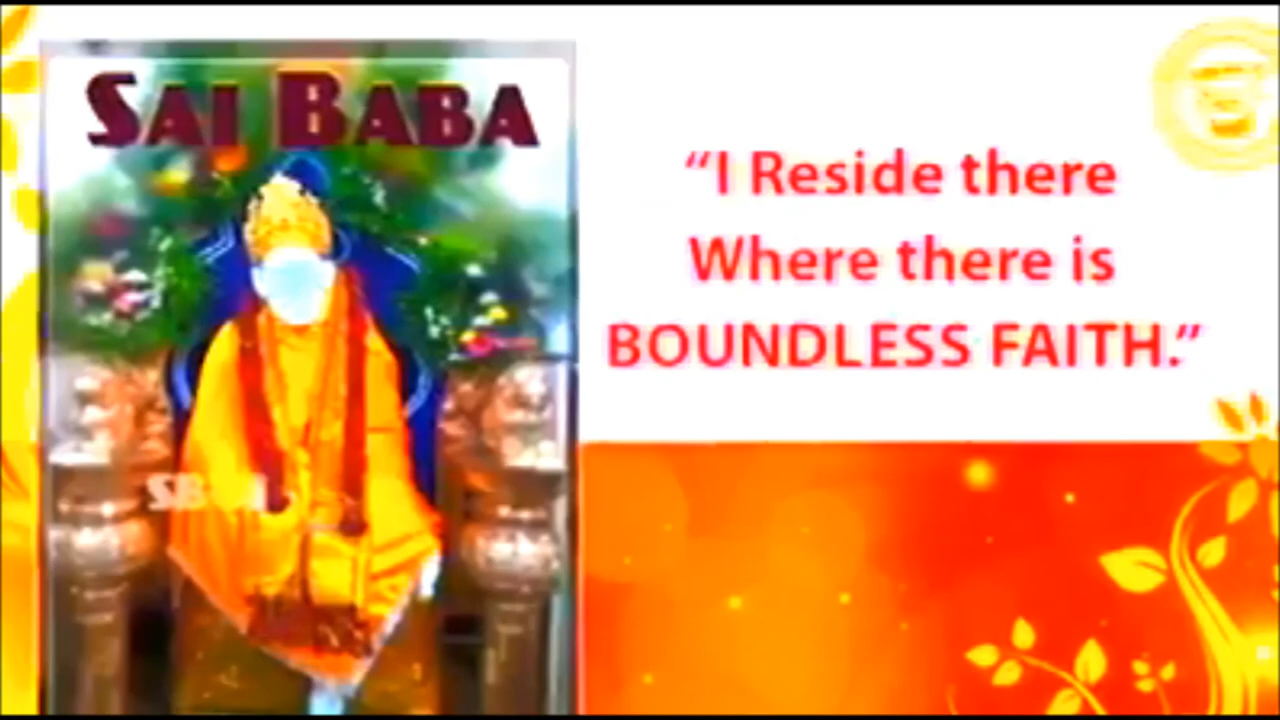 SAI BABA
“I Reside there
Where there is
BOUNDLESS FAITH.”